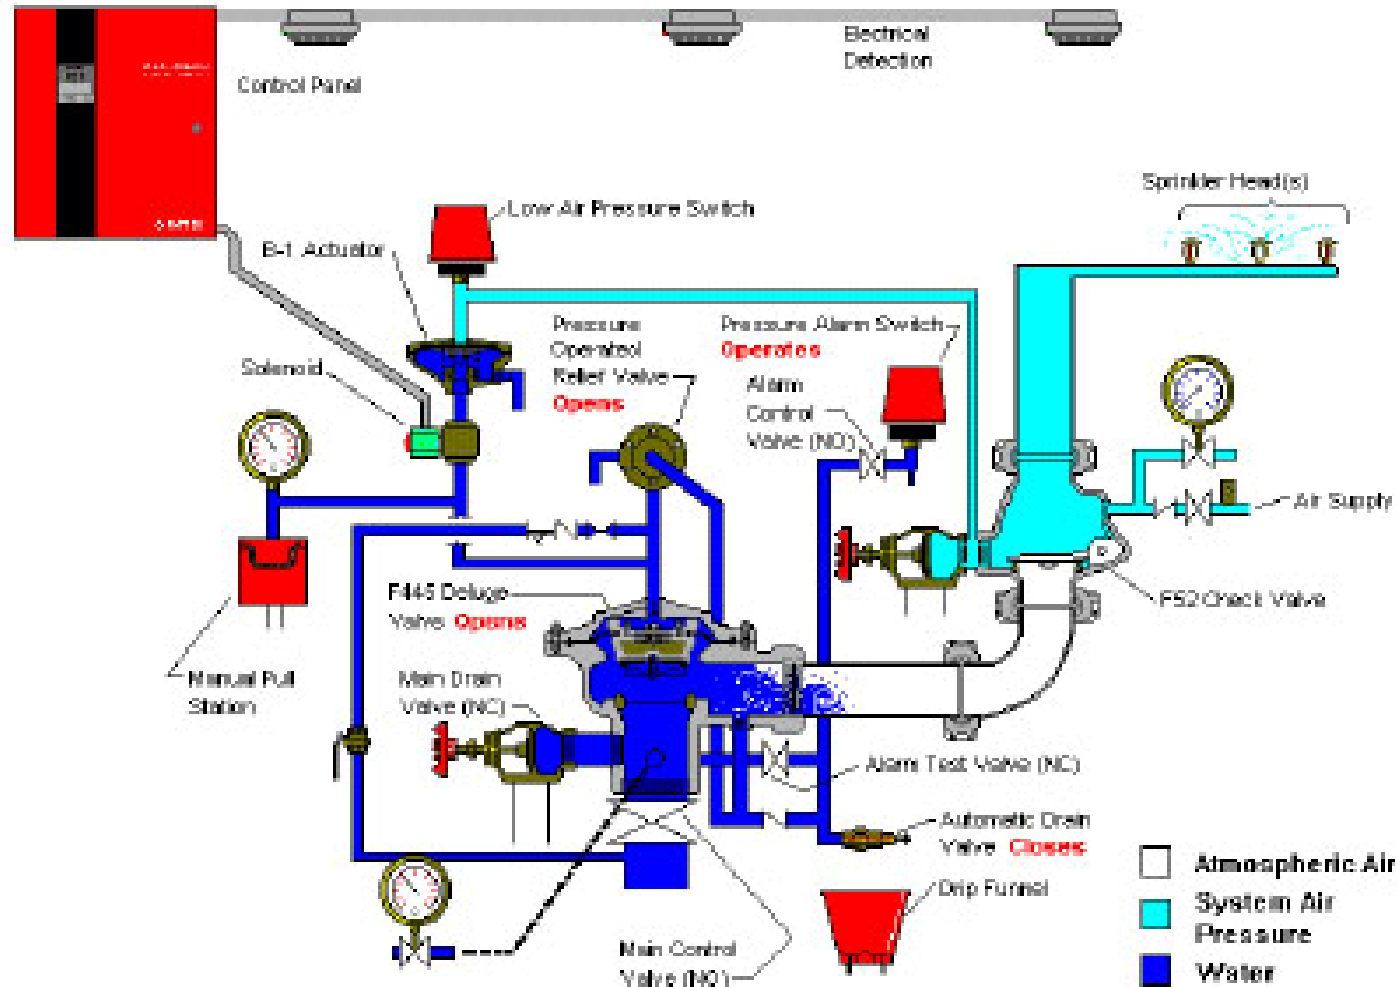 Electrical
Detection
Control Panel
Sprinkler Head(s)
Low Air Pressure Switch
B-1 Actuator
Pressure
Operated
Relief Valve
Opens
Pressure Alarm Switch
Operates
Solenoid
Alarm
Control
Valve (NO)
Air Supply
F445 Deluge
Valve Opens
F52 Check Valve
Manual Pull
Station
Main Drain
Valve (NC)
Alarm Test Valve (NC)
Automatic Drain
Valve Closes
Drip Funnel
Main Control
Valve (NO)
Atmospheric Air
System Air
Pressure
Water